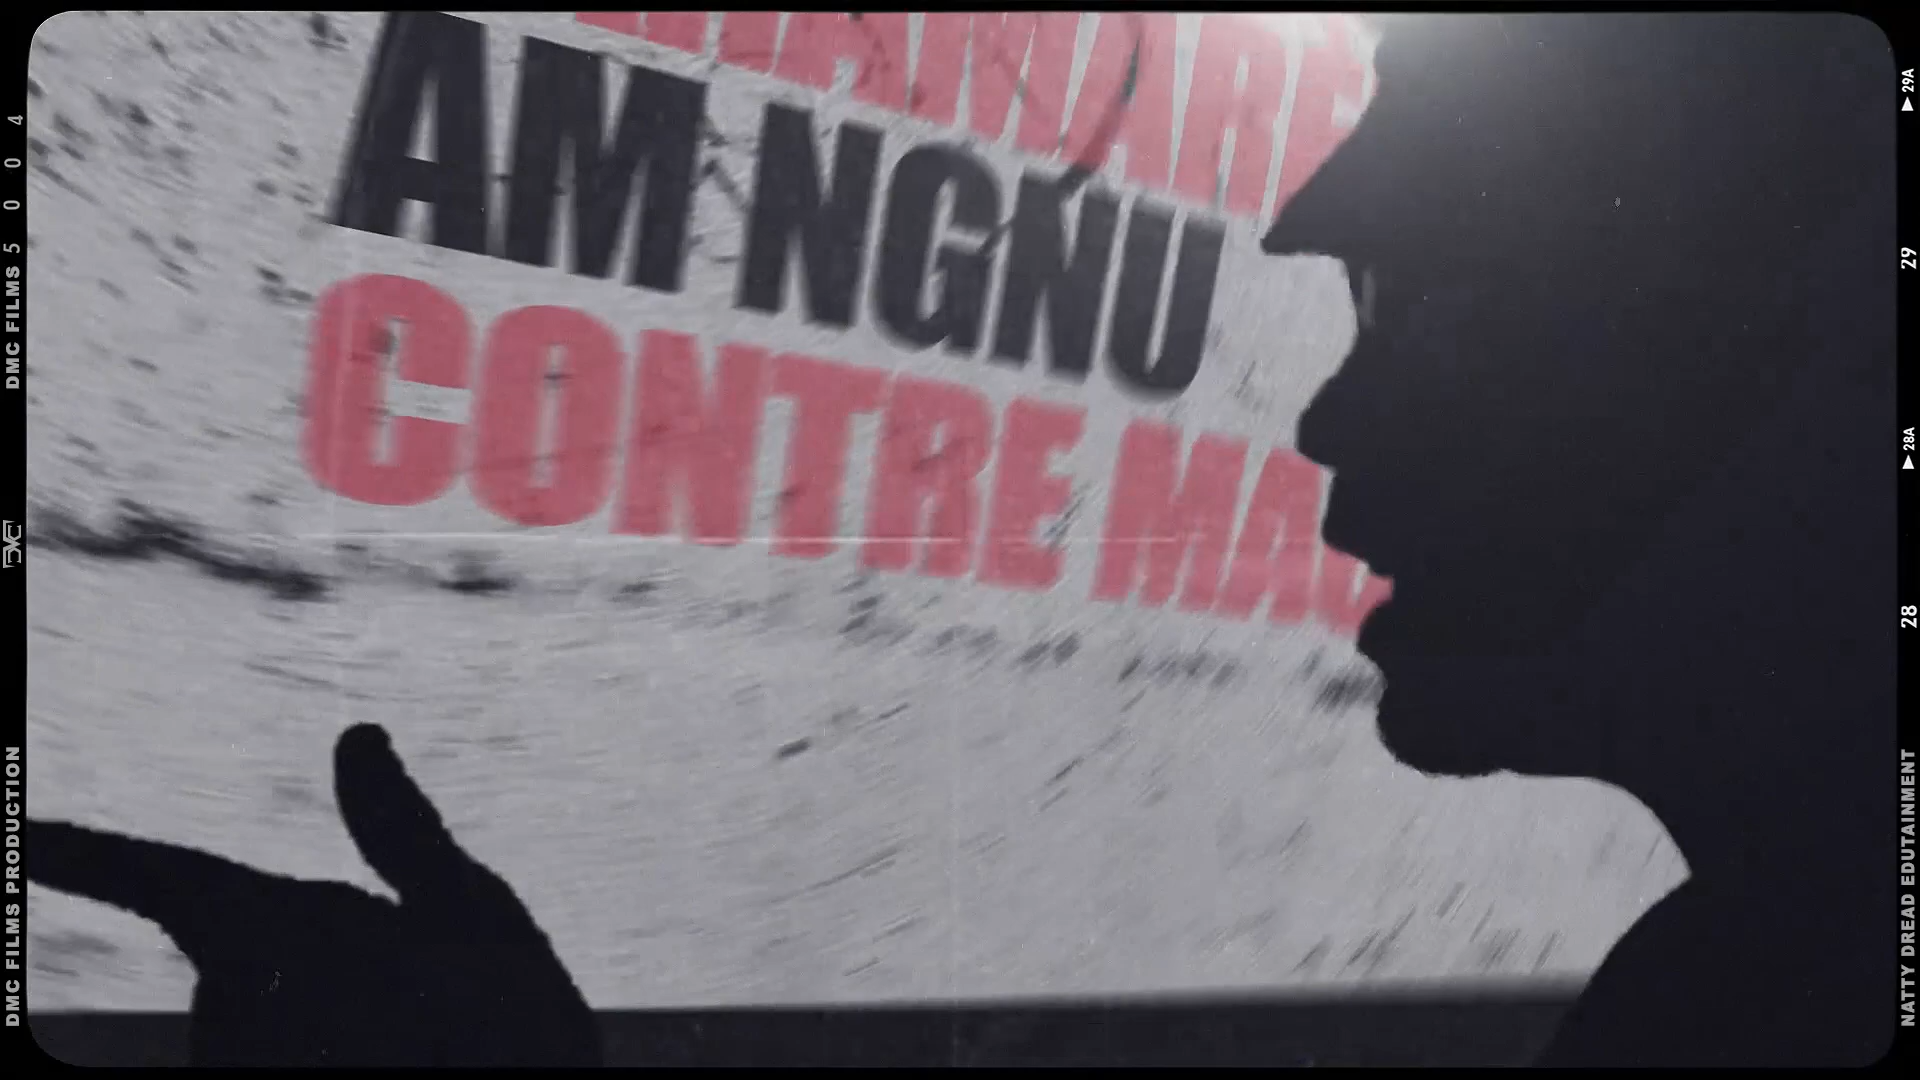 AM NGNU
CONTRE MA
DMC FILMS 5 0 0 4
DMC FILMS PRODUCTION
29A
29
28A
28
NATTY DREAD EDUTAINMENT